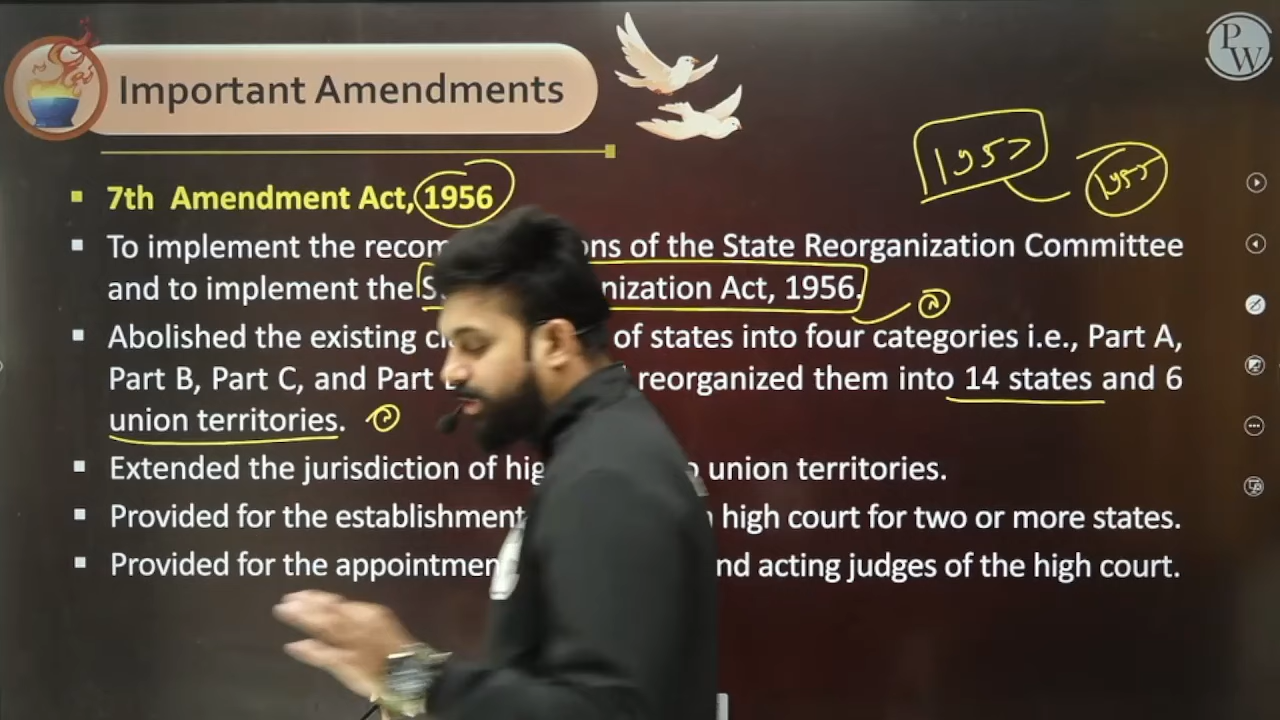 PW
Important Amendments
1957
1955
7th Amendment Act, 1956
To implement the recom ons of the State Reorganization Committee
and to implement the S nization Act, 1956.
Abolished the existing cl of states into four categories i.e., Part A,
Part B, Part C, and Part reorganized them into 14 states and 6
union territories.
Extended the jurisdiction of hig union territories.
Provided for the establishment high court for two or more states.
Provided for the appointmen nd acting judges of the high court.